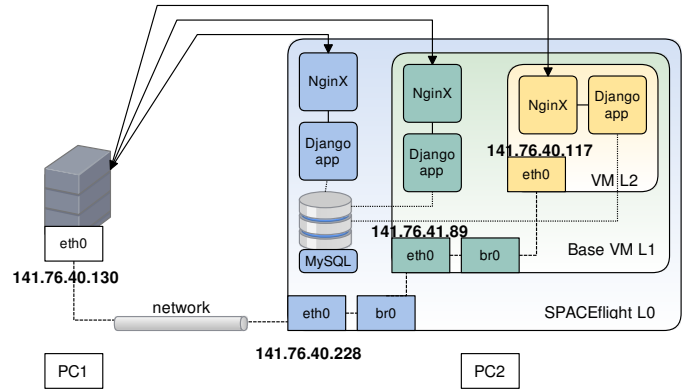 NginX
NginX
NginX
Django
app
Django
app
Django
app
141.76.40.117
eth0
VM L2
eth0
141.76.40.130
MySQL
141.76.41.89
eth0
br0
Base VM L1
network
eth0
br0
SPACEflight L0
141.76.40.228
PC1
PC2